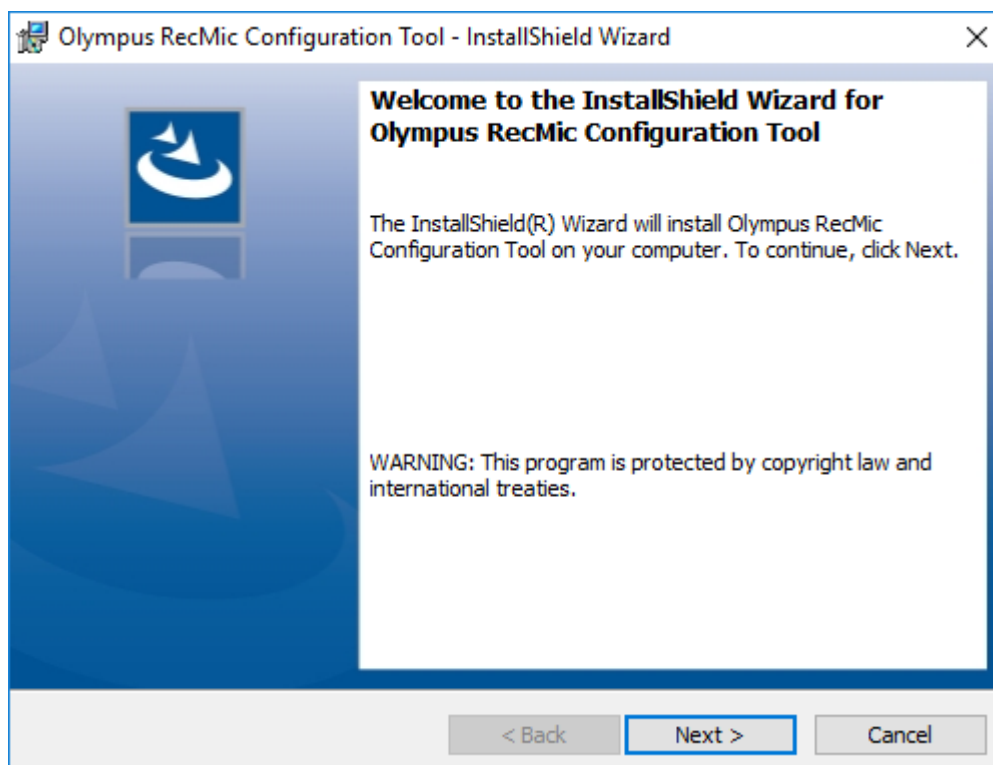 Olympus RecMic Configuration Tool - InstallShield Wizard
Welcome to the InstallShield Wizard for
Olympus RecMic Configuration Tool
The InstallShield(R) Wizard will install Olympus RecMic
Configuration Tool on your computer. To continue, click Next.
WARNING: This program is protected by copyright law and
international treaties.
< Back
Next >
Cancel